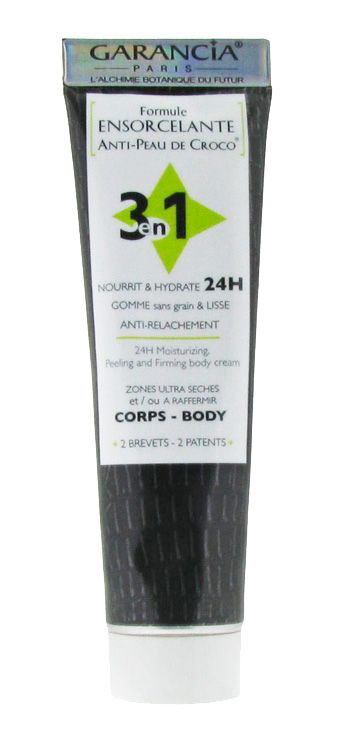 GARANCIA®
PARIS
L'ALCHIMIE BOTANIQUE DU FUTUR
Formule
ENSORCELANTE
ANTI-PEAU DE CROCO®
3en1
NOURRIT & HYDRATE 24H
GOMME sans grain & LISSE
ANTI-RELACHEMENT
24H Moisturizing,
Peeling and Firming body cream
ZONES ULTRA SECHES
et / ou A RAFFERMIR
CORPS - BODY
+ 2 BREVETS - 2 PATENTS +